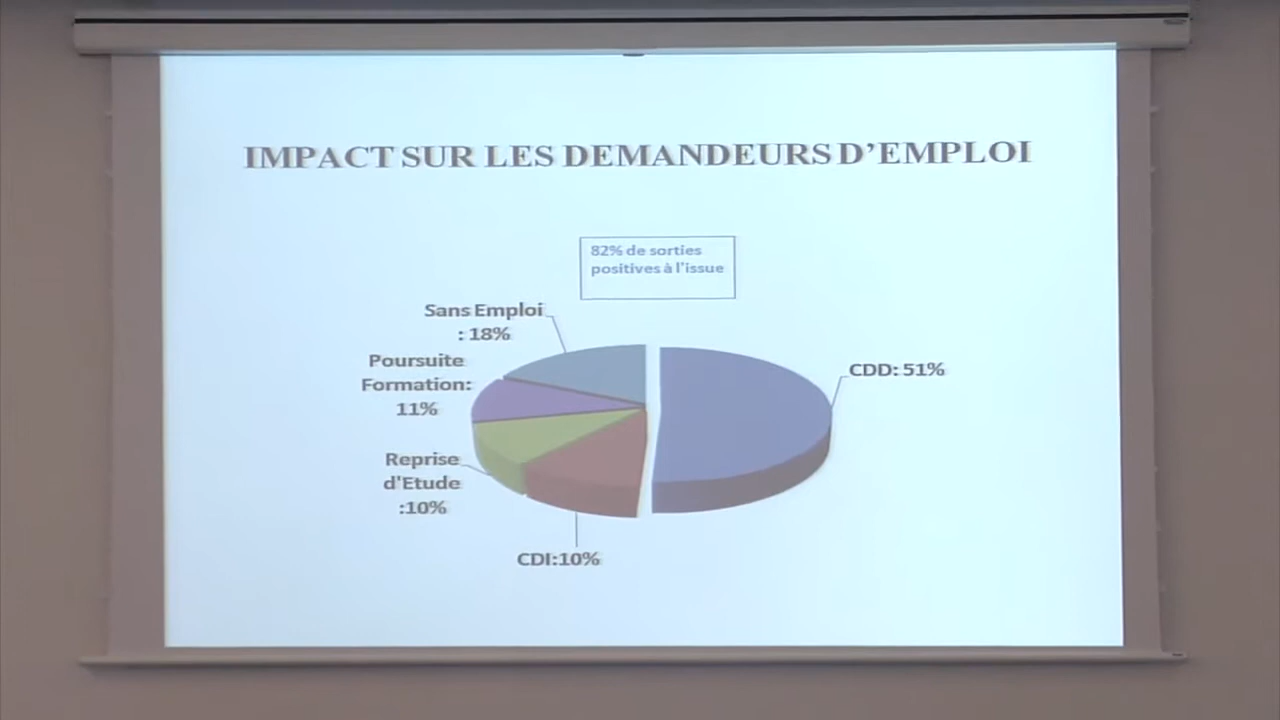 IMPACT SUR LES DEMANDEURS D'EMPLOI
82% de sorties
positives à l'issue
Sans Emploi
: 18%
Poursuite
Formation:
11%
CDD: 51%
Reprise
d'Etude
:10%
CDI:10%